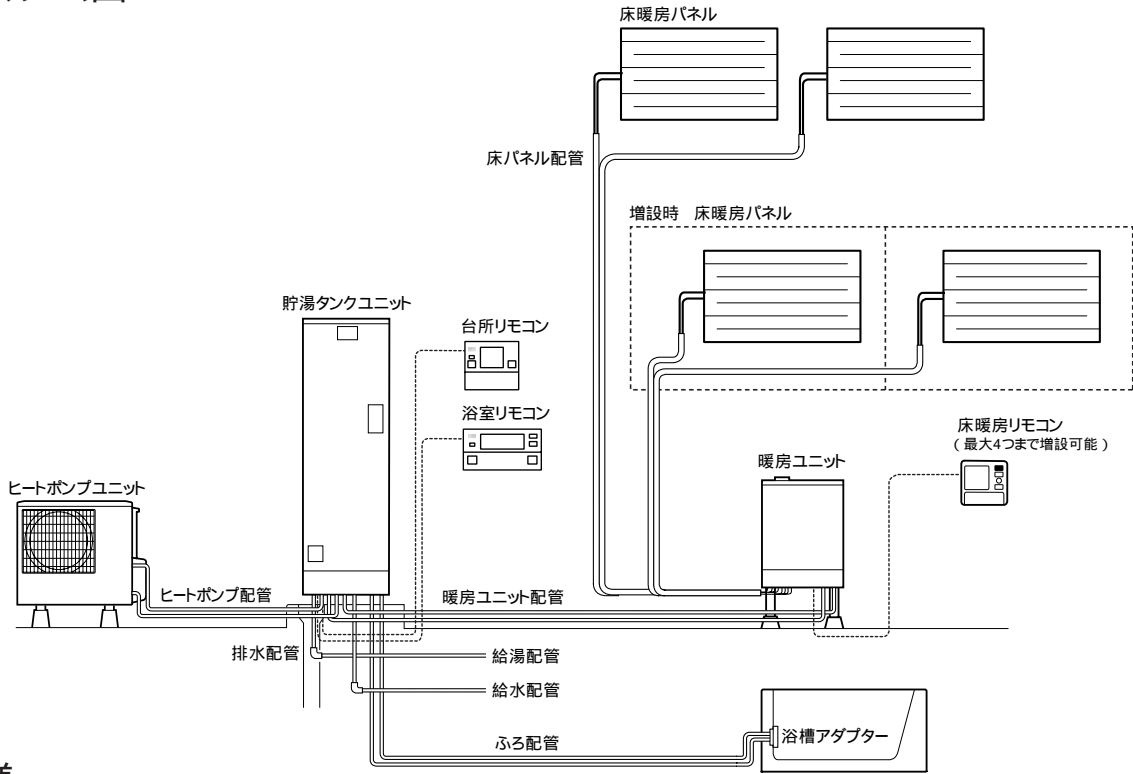 図
床暖房パネル
床パネル配管
増設時 床暖房パネル
貯湯タンクユニット
台所リモコン
浴室リモコン
床暖房リモコン
（最大4つまで増設可能）
暖房ユニット
ヒートポンプユニット
ヒートポンプ配管
暖房ユニット配管
排水配管
給湯配管
給水配管
ふろ配管
浴槽アダプター